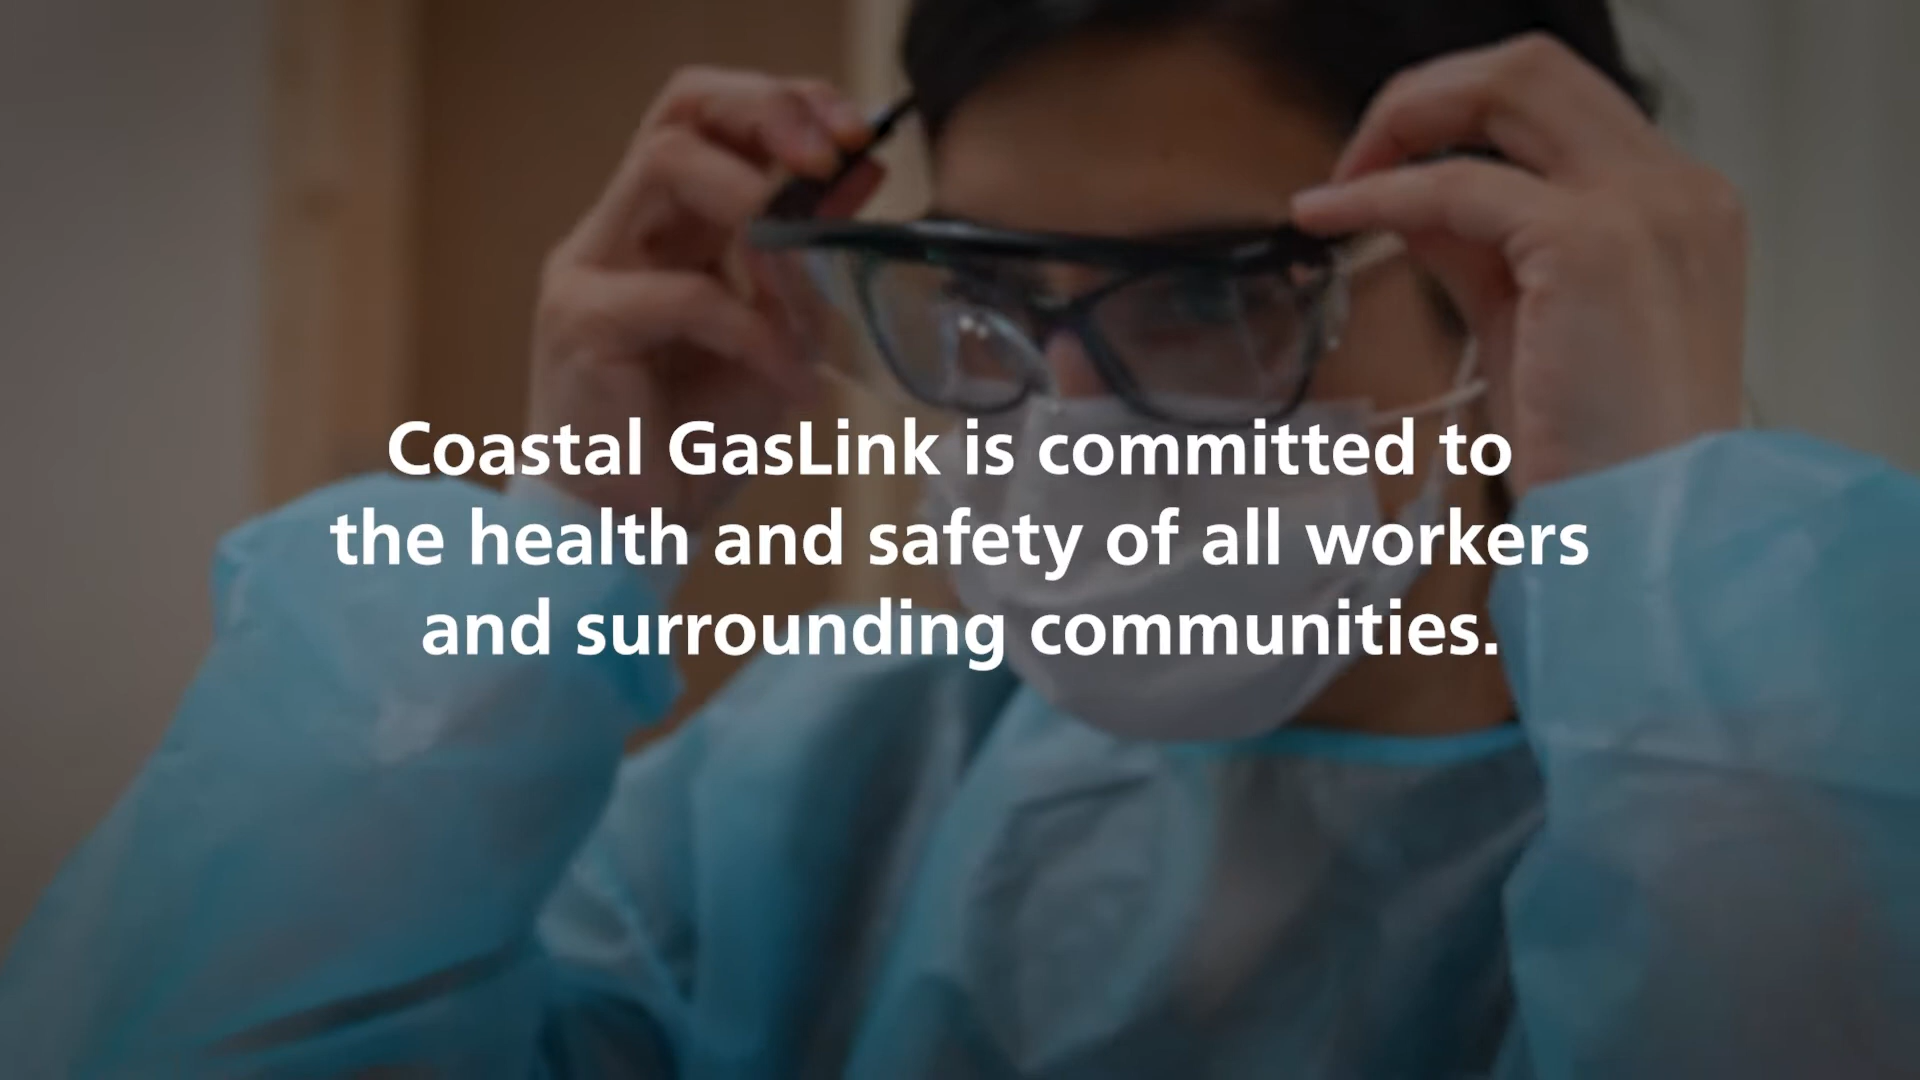 Coastal GasLink is committed to
the health and safety of all workers
and surrounding communities.